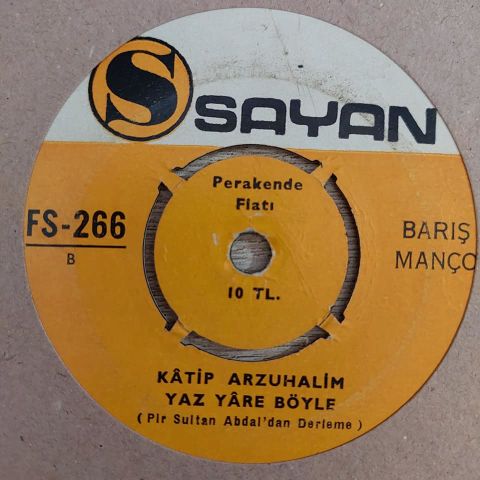 S SAYAN
Perakende
Fiatı
FS-266
B
BARIŞ
MANÇO
10 TL.
KÂTİP ARZUHALİM
YAZ YÂRE BÖYLE
( Pir Sultan Abdal'dan Derleme )